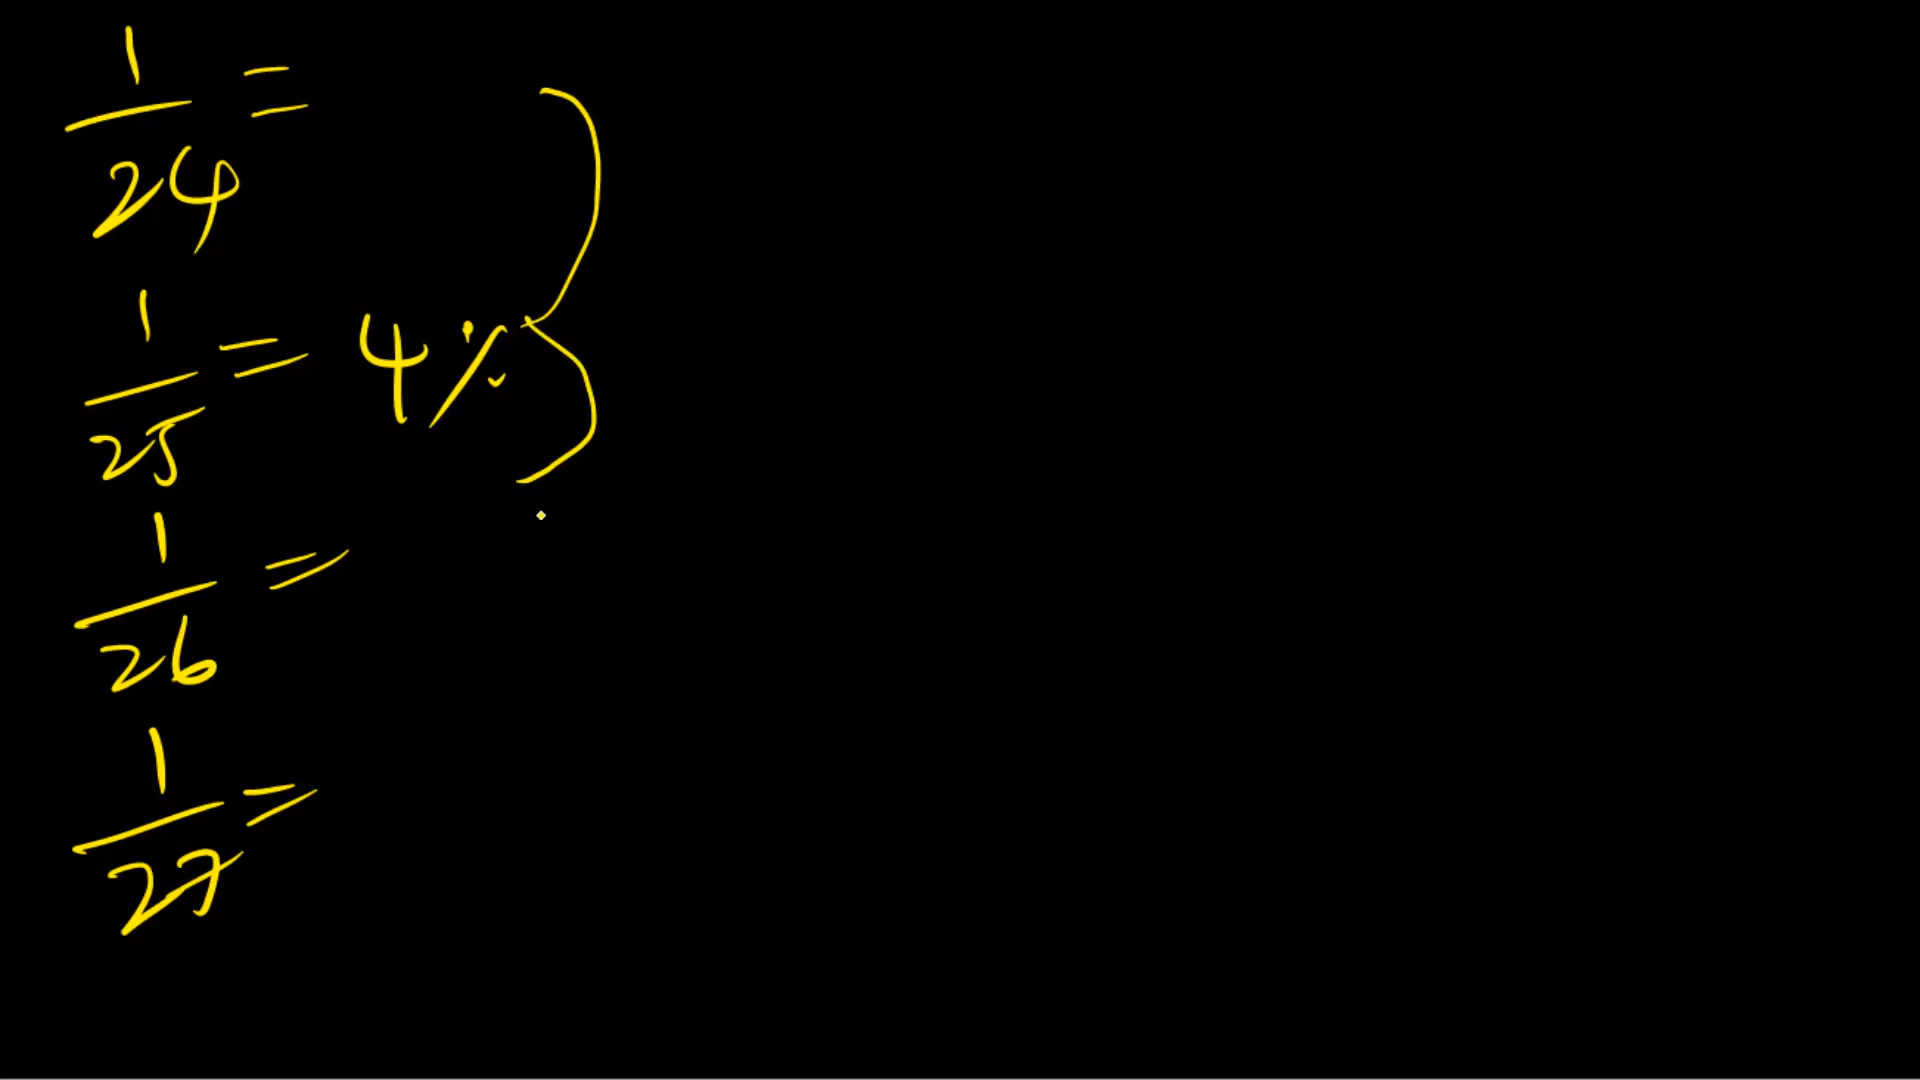 1/24 =
1/25 = 4%
1/26 =
1/27 =